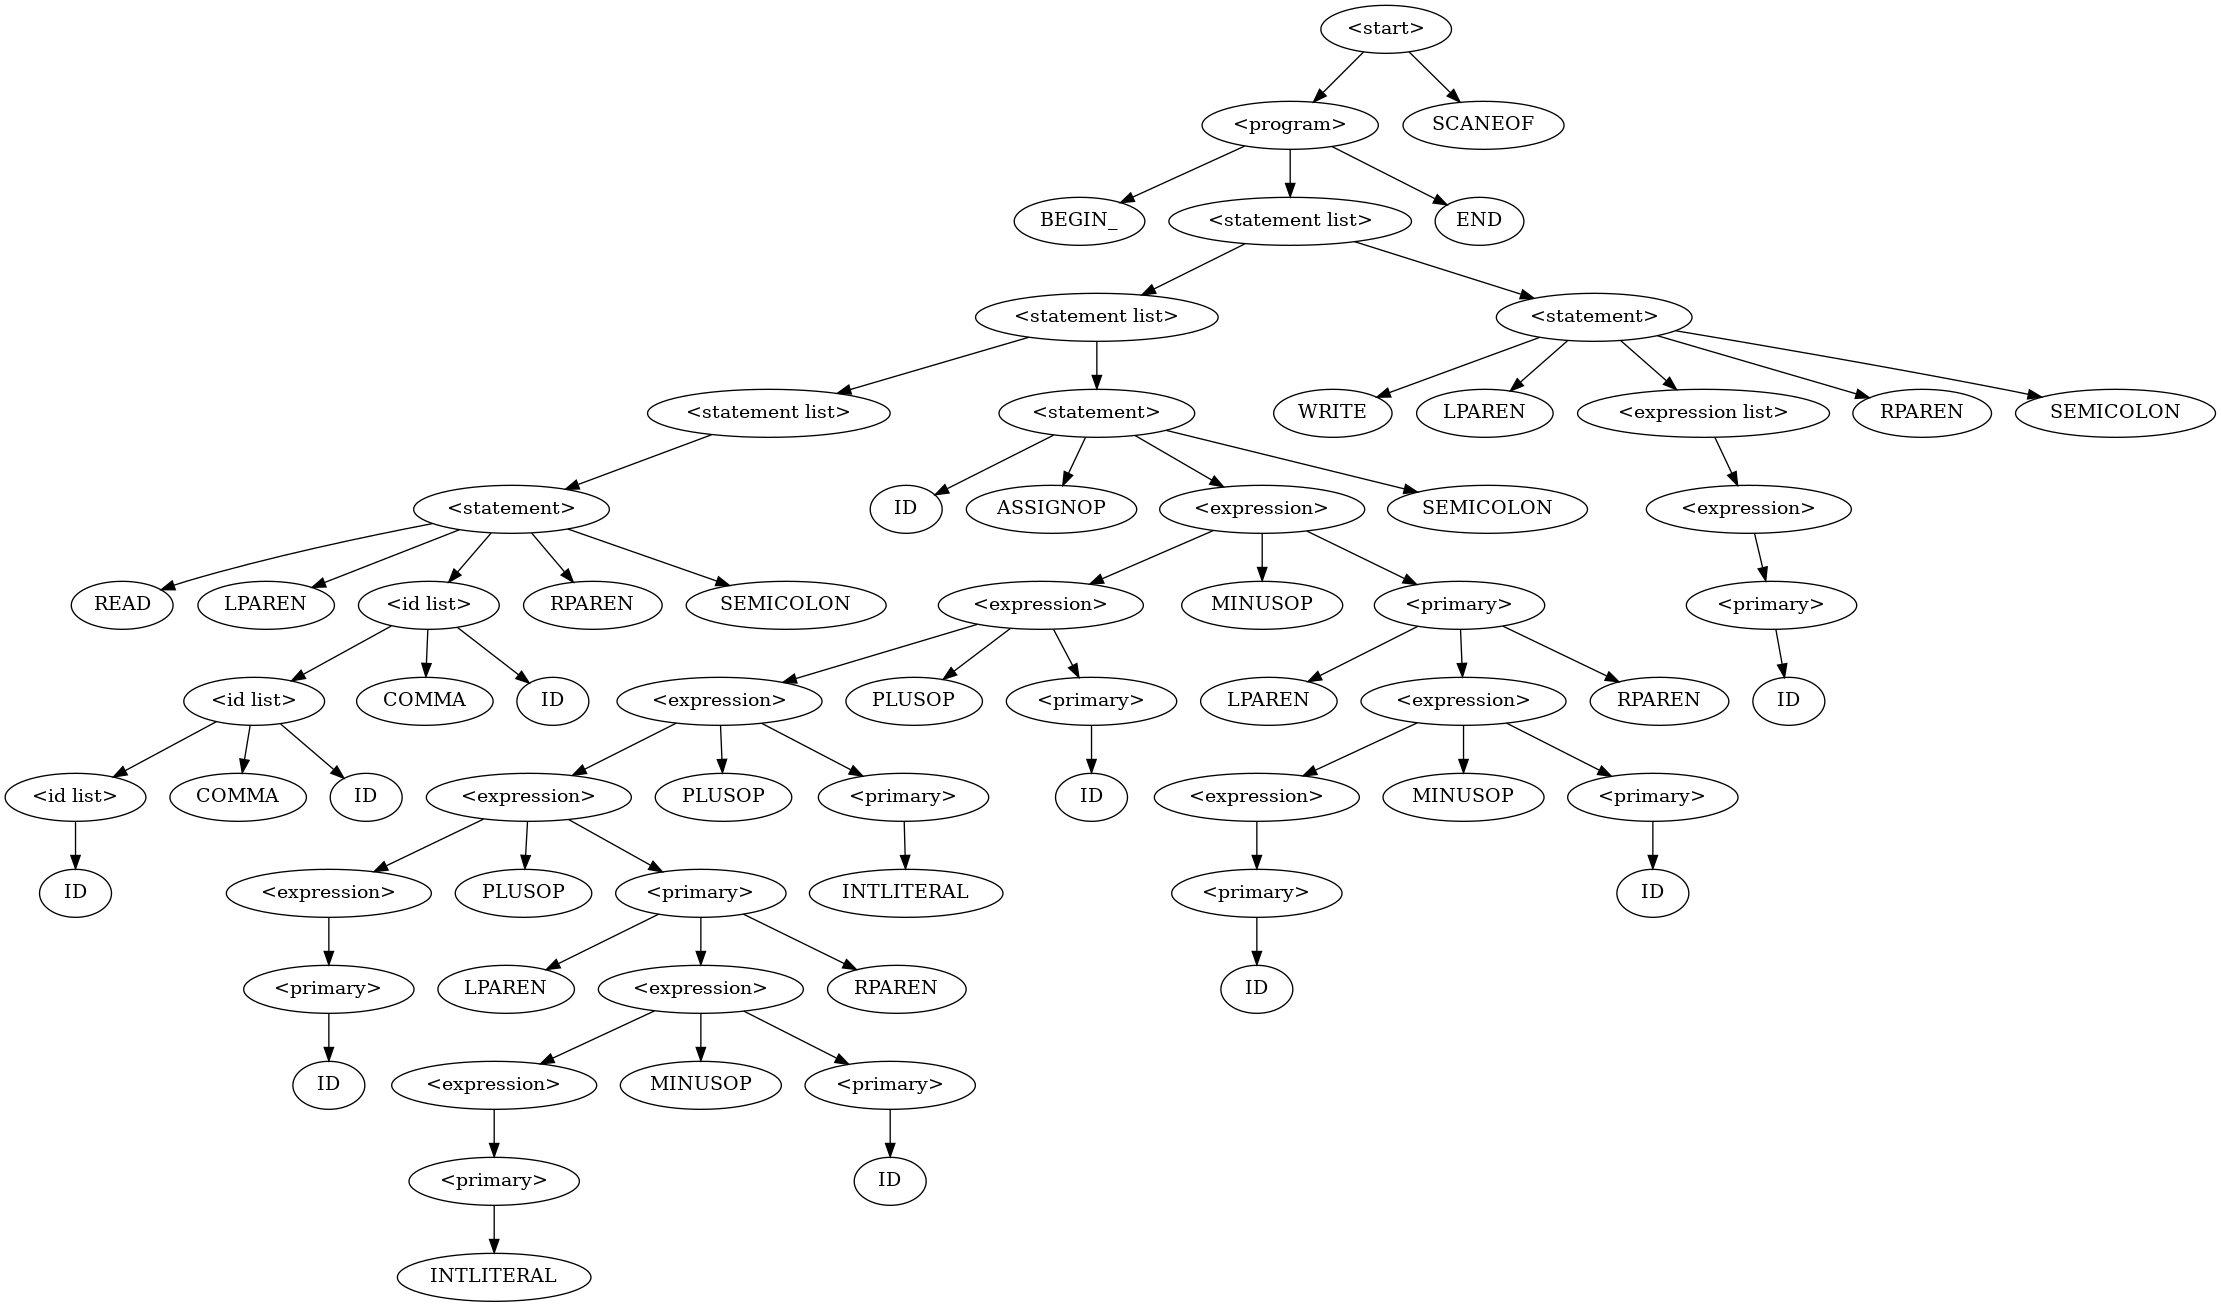 <start>
<program>
SCANEOF
BEGIN_
<statement list>
END
<statement list>
<statement>
<statement list>
<statement>
WRITE
LPAREN
<expression list>
RPAREN
SEMICOLON
<statement>
ID
ASSIGNOP
<expression>
SEMICOLON
<expression>
READ
LPAREN
<id list>
RPAREN
SEMICOLON
<expression>
MINUSOP
<primary>
<primary>
<id list>
COMMA
ID
<expression>
PLUSOP
<primary>
LPAREN
<expression>
RPAREN
ID
<id list>
COMMA
ID
<expression>
PLUSOP
<primary>
ID
<expression>
MINUSOP
<primary>
ID
<expression>
PLUSOP
<primary>
INTLITERAL
<primary>
ID
<primary>
LPAREN
<expression>
RPAREN
ID
ID
<expression>
MINUSOP
<primary>
<primary>
ID
INTLITERAL